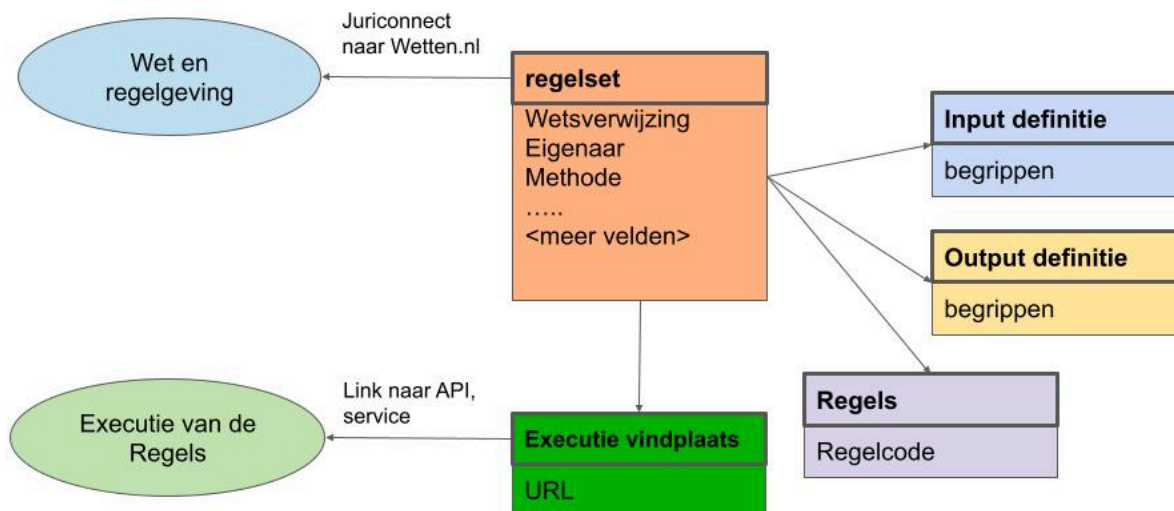 Juriconnect
naar Wetten.nl
Wet en
regelgeving
regelset
Wetsverwijzing
Eigenaar
Methode
…..
<meer velden>
Input definitie
begrippen
Output definitie
begrippen
Regels
Regelcode
Link naar API,
service
Executie van de
Regels
Executie vindplaats
URL